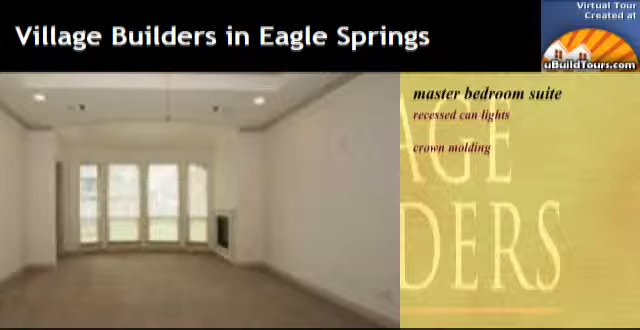 Village Builders in Eagle Springs
Virtual Tour
Created at
uBuildTours.com
master bedroom suite
recessed can lights
crown molding
AGE
DERS